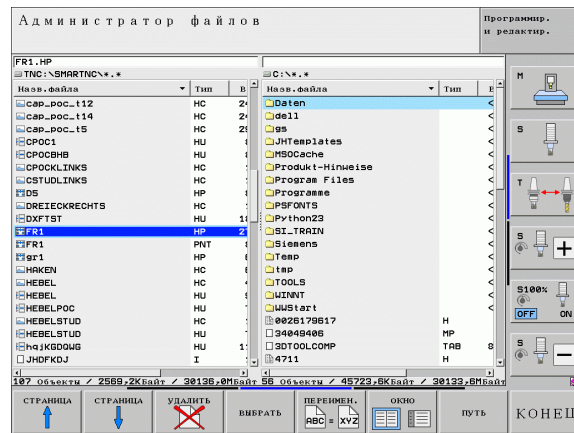 Администратор файлов
Программир.
и редактир.
FR1.HP
TNC:\SMARTNC\*.*
C:\*.*
Назв.файла Тип В
Назв.файла Тип
cap_poc_t12 HC
Daten <
cap_poc_t14 HC
dell <
cap_poc_t5 HC
gs <
CPOC1 HU
JHTemplates <
CPOCBHB HU
MSOCache <
CPOCKLINKS HC
Produkt-Hinweise <
CSTUDLINKS HC
Program Files <
D5 HP
Programme <
DREIECKRECHTS HC
PSFONTS <
DXFTST HU
Python23 <
FR1 HP
SI_TRAIN <
FR1 PNT
Siemens <
gr1 HP
Temp <
HAKEN HC
tmp <
HEBEL HC
TOOLS <
HEBEL HU
WINNT <
HEBELPOC HU
WWStart <
HEBELSTUD HC
0026179617 H
HEBELSTUD HU
34049406 MP
hqjKGDQWG HU
3DTOOLCOMP TAB
JHDFKDJ I
4711 H
107 Объекты / 2569,2КБайт / 30136,0МБайт
56 Объекты / 45723,6КБайт / 30133,6МБайт
M
S
T
S
S100%
OFF ON
S
СТРАНИЦА
СТРАНИЦА
УДАЛИТЬ
ВЫБРАТЬ
ПЕРЕИМЕН.
ABC = XYZ
ОКНО
ПУТЬ
КОНЕЦ